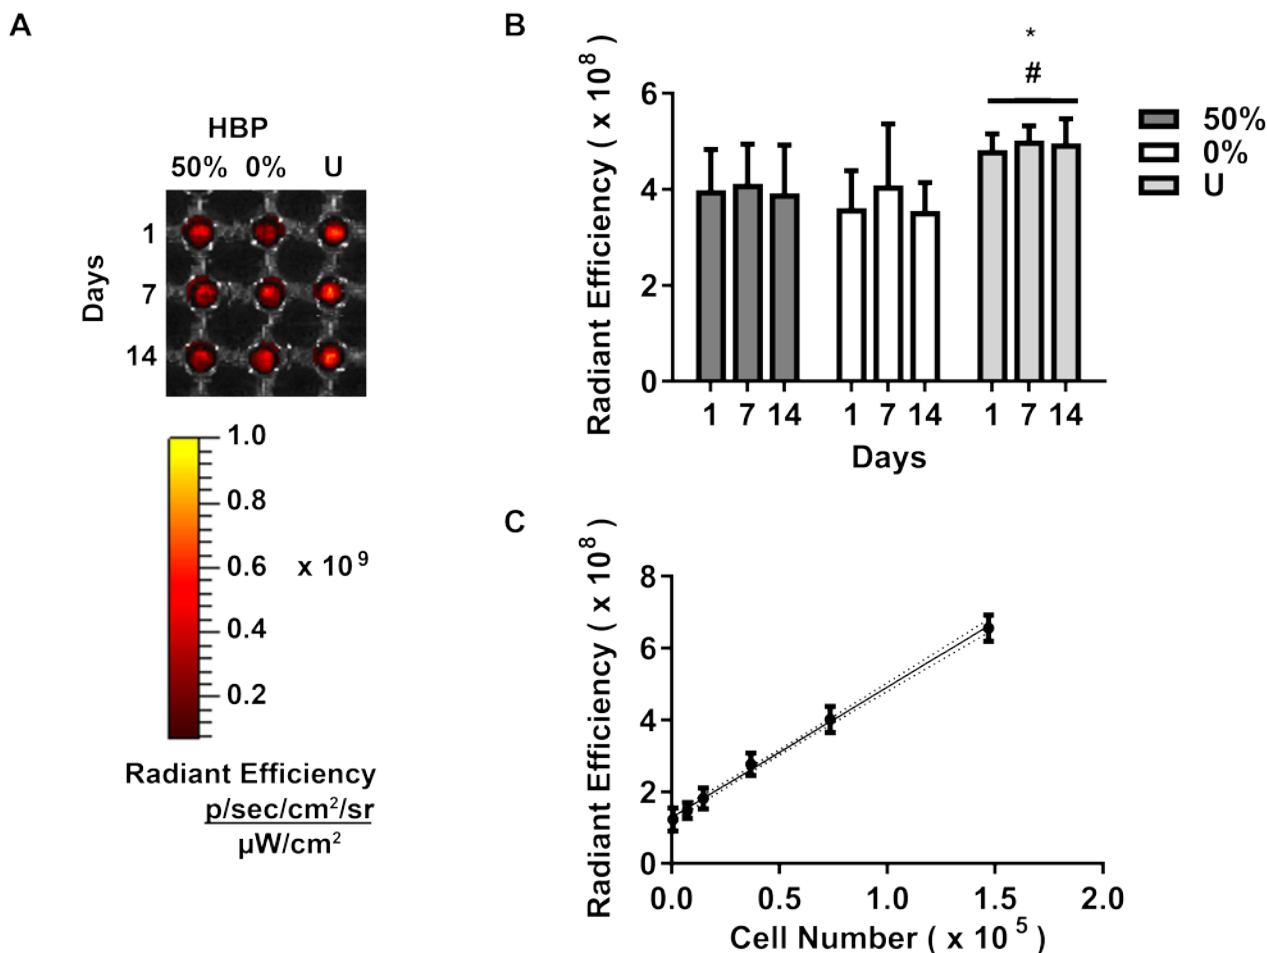 A
HBP
50% 0% U
Days
1
7
14
1.0
0.8
0.6
0.4
0.2
x 10⁹
Radiant Efficiency
p/sec/cm²/sr
µW/cm²
B
Radiant Efficiency ( x 10⁸ )
6
4
2
0
*
#
1 7 14 1 7 14 1 7 14
Days
50%
0%
U
C
Radiant Efficiency ( x 10⁸ )
8
6
4
2
0
0.0 0.5 1.0 1.5 2.0
Cell Number ( x 10⁵ )